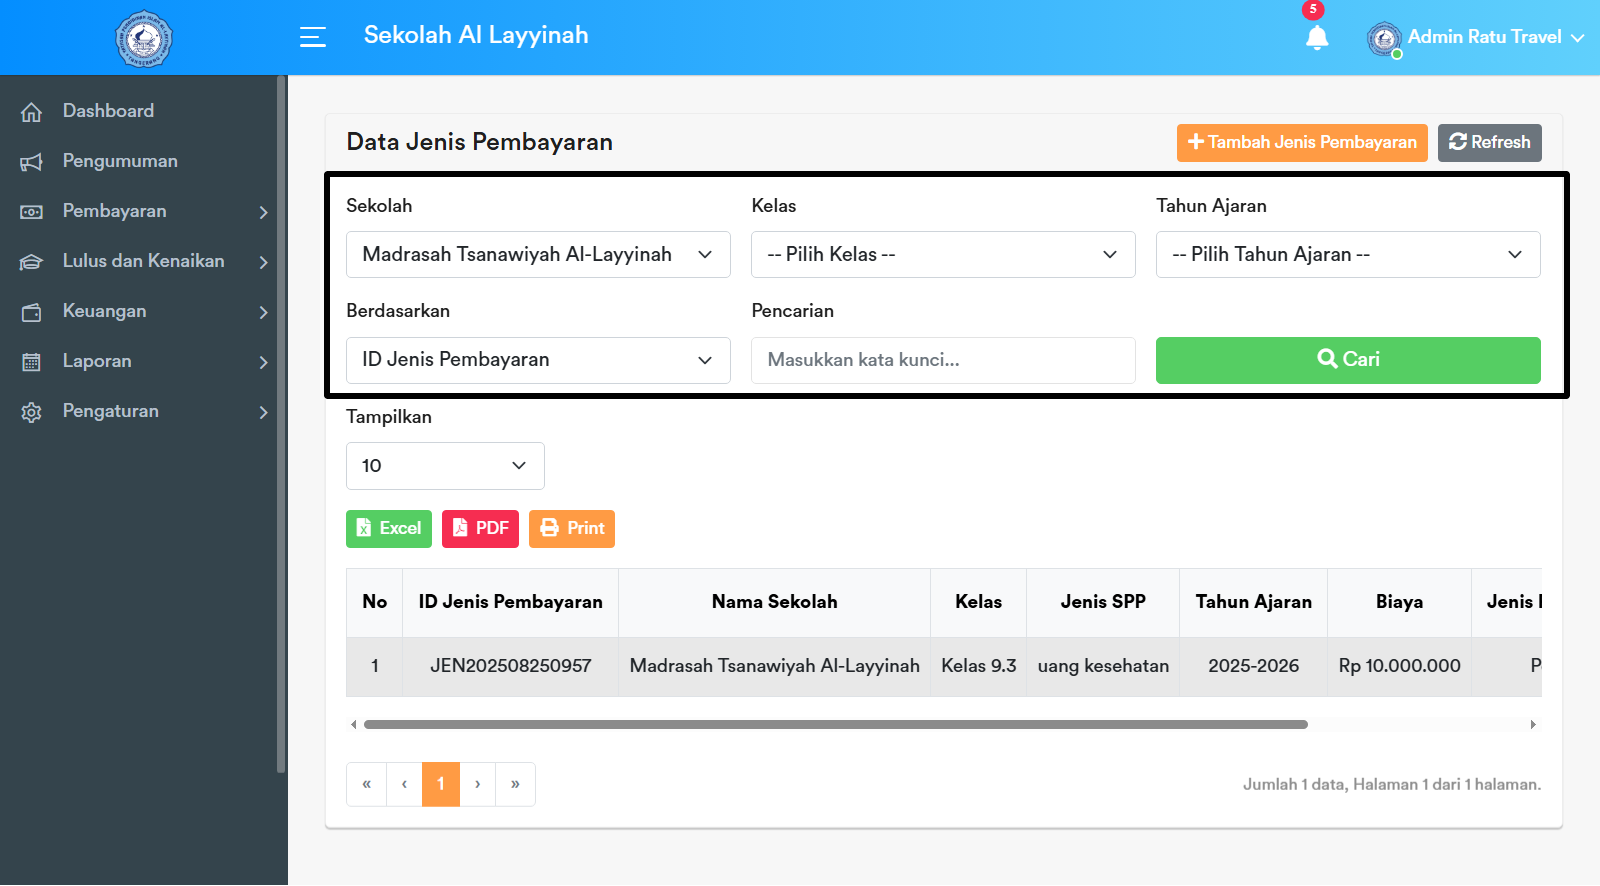 Sekolah Al Layyinah
5
Admin Ratu Travel
Dashboard
Pengumuman
Pembayaran
Lulus dan Kenaikan
Keuangan
Laporan
Pengaturan
Data Jenis Pembayaran
Tambah Jenis Pembayaran
Refresh
Sekolah
Kelas
Tahun Ajaran
Madrasah Tsanawiyah Al-Layyinah
-- Pilih Kelas --
-- Pilih Tahun Ajaran --
Berdasarkan
Pencarian
ID Jenis Pembayaran
Masukkan kata kunci...
Cari
Tampilkan
10
Excel
PDF
Print
No ID Jenis Pembayaran Nama Sekolah Kelas Jenis SPP Tahun Ajaran Biaya Jenis
1 JEN202508250957 Madrasah Tsanawiyah Al-Layyinah Kelas 9.3 uang kesehatan 2025-2026 Rp 10.000.000
« ‹ 1 › »
Jumlah 1 data, Halaman 1 dari 1 halaman.